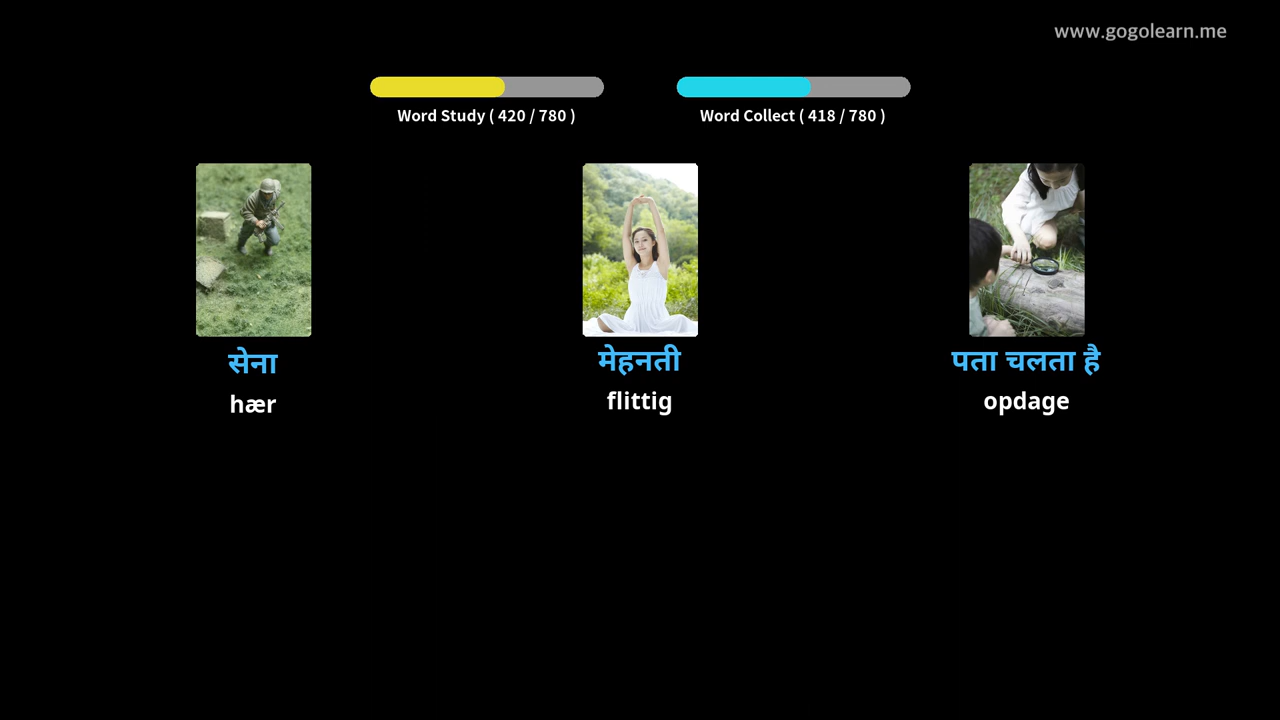 www.gogolearn.me
Word Study ( 420 / 780 )
Word Collect ( 418 / 780 )
सेना
hær
मेहनती
flittig
पता चलता है
opdage